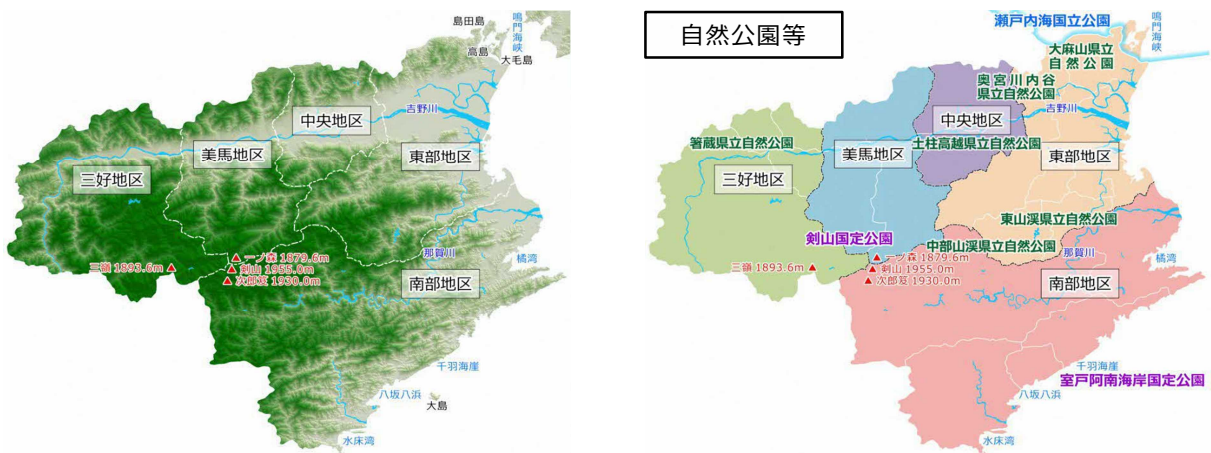 島田島
鳴門海峡
高島
大毛島
中央地区
吉野川
美馬地区
東部地区
三好地区
那賀川
一ノ森 1879.6m
三嶺 1893.6m
剣山 1955.0m
次郎笈 1930.0m
橘湾
南部地区
千羽海崖
八坂八浜
大島
水床湾
自然公園等
瀬戸内海国立公園
鳴門海峡
大麻山県立
自然公園
奥宮川内谷
県立自然公園
中央地区
吉野川
箸蔵県立自然公園
土柱高越県立自然公園
美馬地区
東部地区
三好地区
東山渓県立自然公園
剣山国定公園
中部山渓県立自然公園
那賀川
一ノ森 1879.6m
三嶺 1893.6m
剣山 1955.0m
次郎笈 1930.0m
橘湾
南部地区
千羽海崖
室戸阿南海岸国定公園
八坂八浜
水床湾